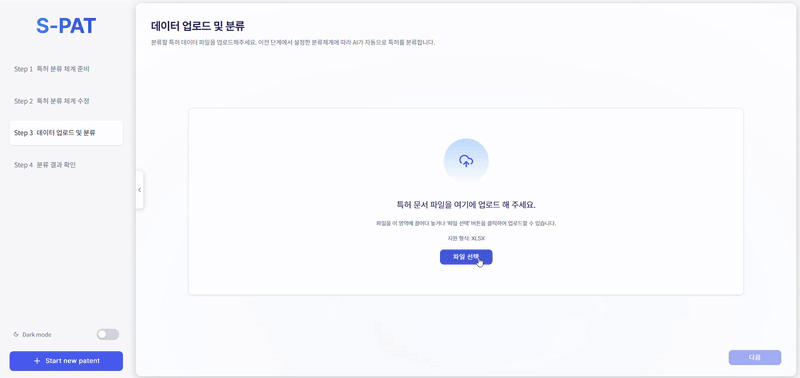 S-PAT
Step 1 특허 분류 체계 준비
Step 2 특허 분류 체계 수정
Step 3 데이터 업로드 및 분류
Step 4 분류 결과 확인
Dark mode
+ Start new patent
데이터 업로드 및 분류
분류할 특허 데이터 파일을 업로드해주세요. 이전 단계에서 설정한 분류체계에 따라 AI가 자동으로 특허를 분류합니다.
특허 문서 파일을 여기에 업로드 해 주세요.
파일을 이 영역에 끌어다 놓거나 '파일 선택' 버튼을 클릭하여 업로드할 수 있습니다.
지원 형식: XLSX
파일 선택
다음